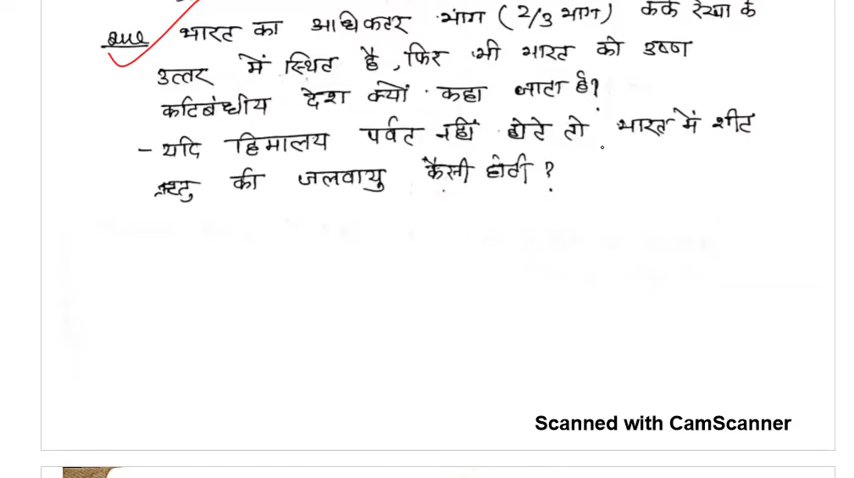 que भारत का अधिकतर भाग (2/3 भाग) कर्क रेखा के
उत्तर में स्थित है, फिर भी भारत को उष्ण
कटिबंधीय देश क्यों कहा जाता है?
- यदि हिमालय पर्वत नहीं होते तो भारत में शीत
ऋतु की जलवायु कैसी होती?
Scanned with CamScanner